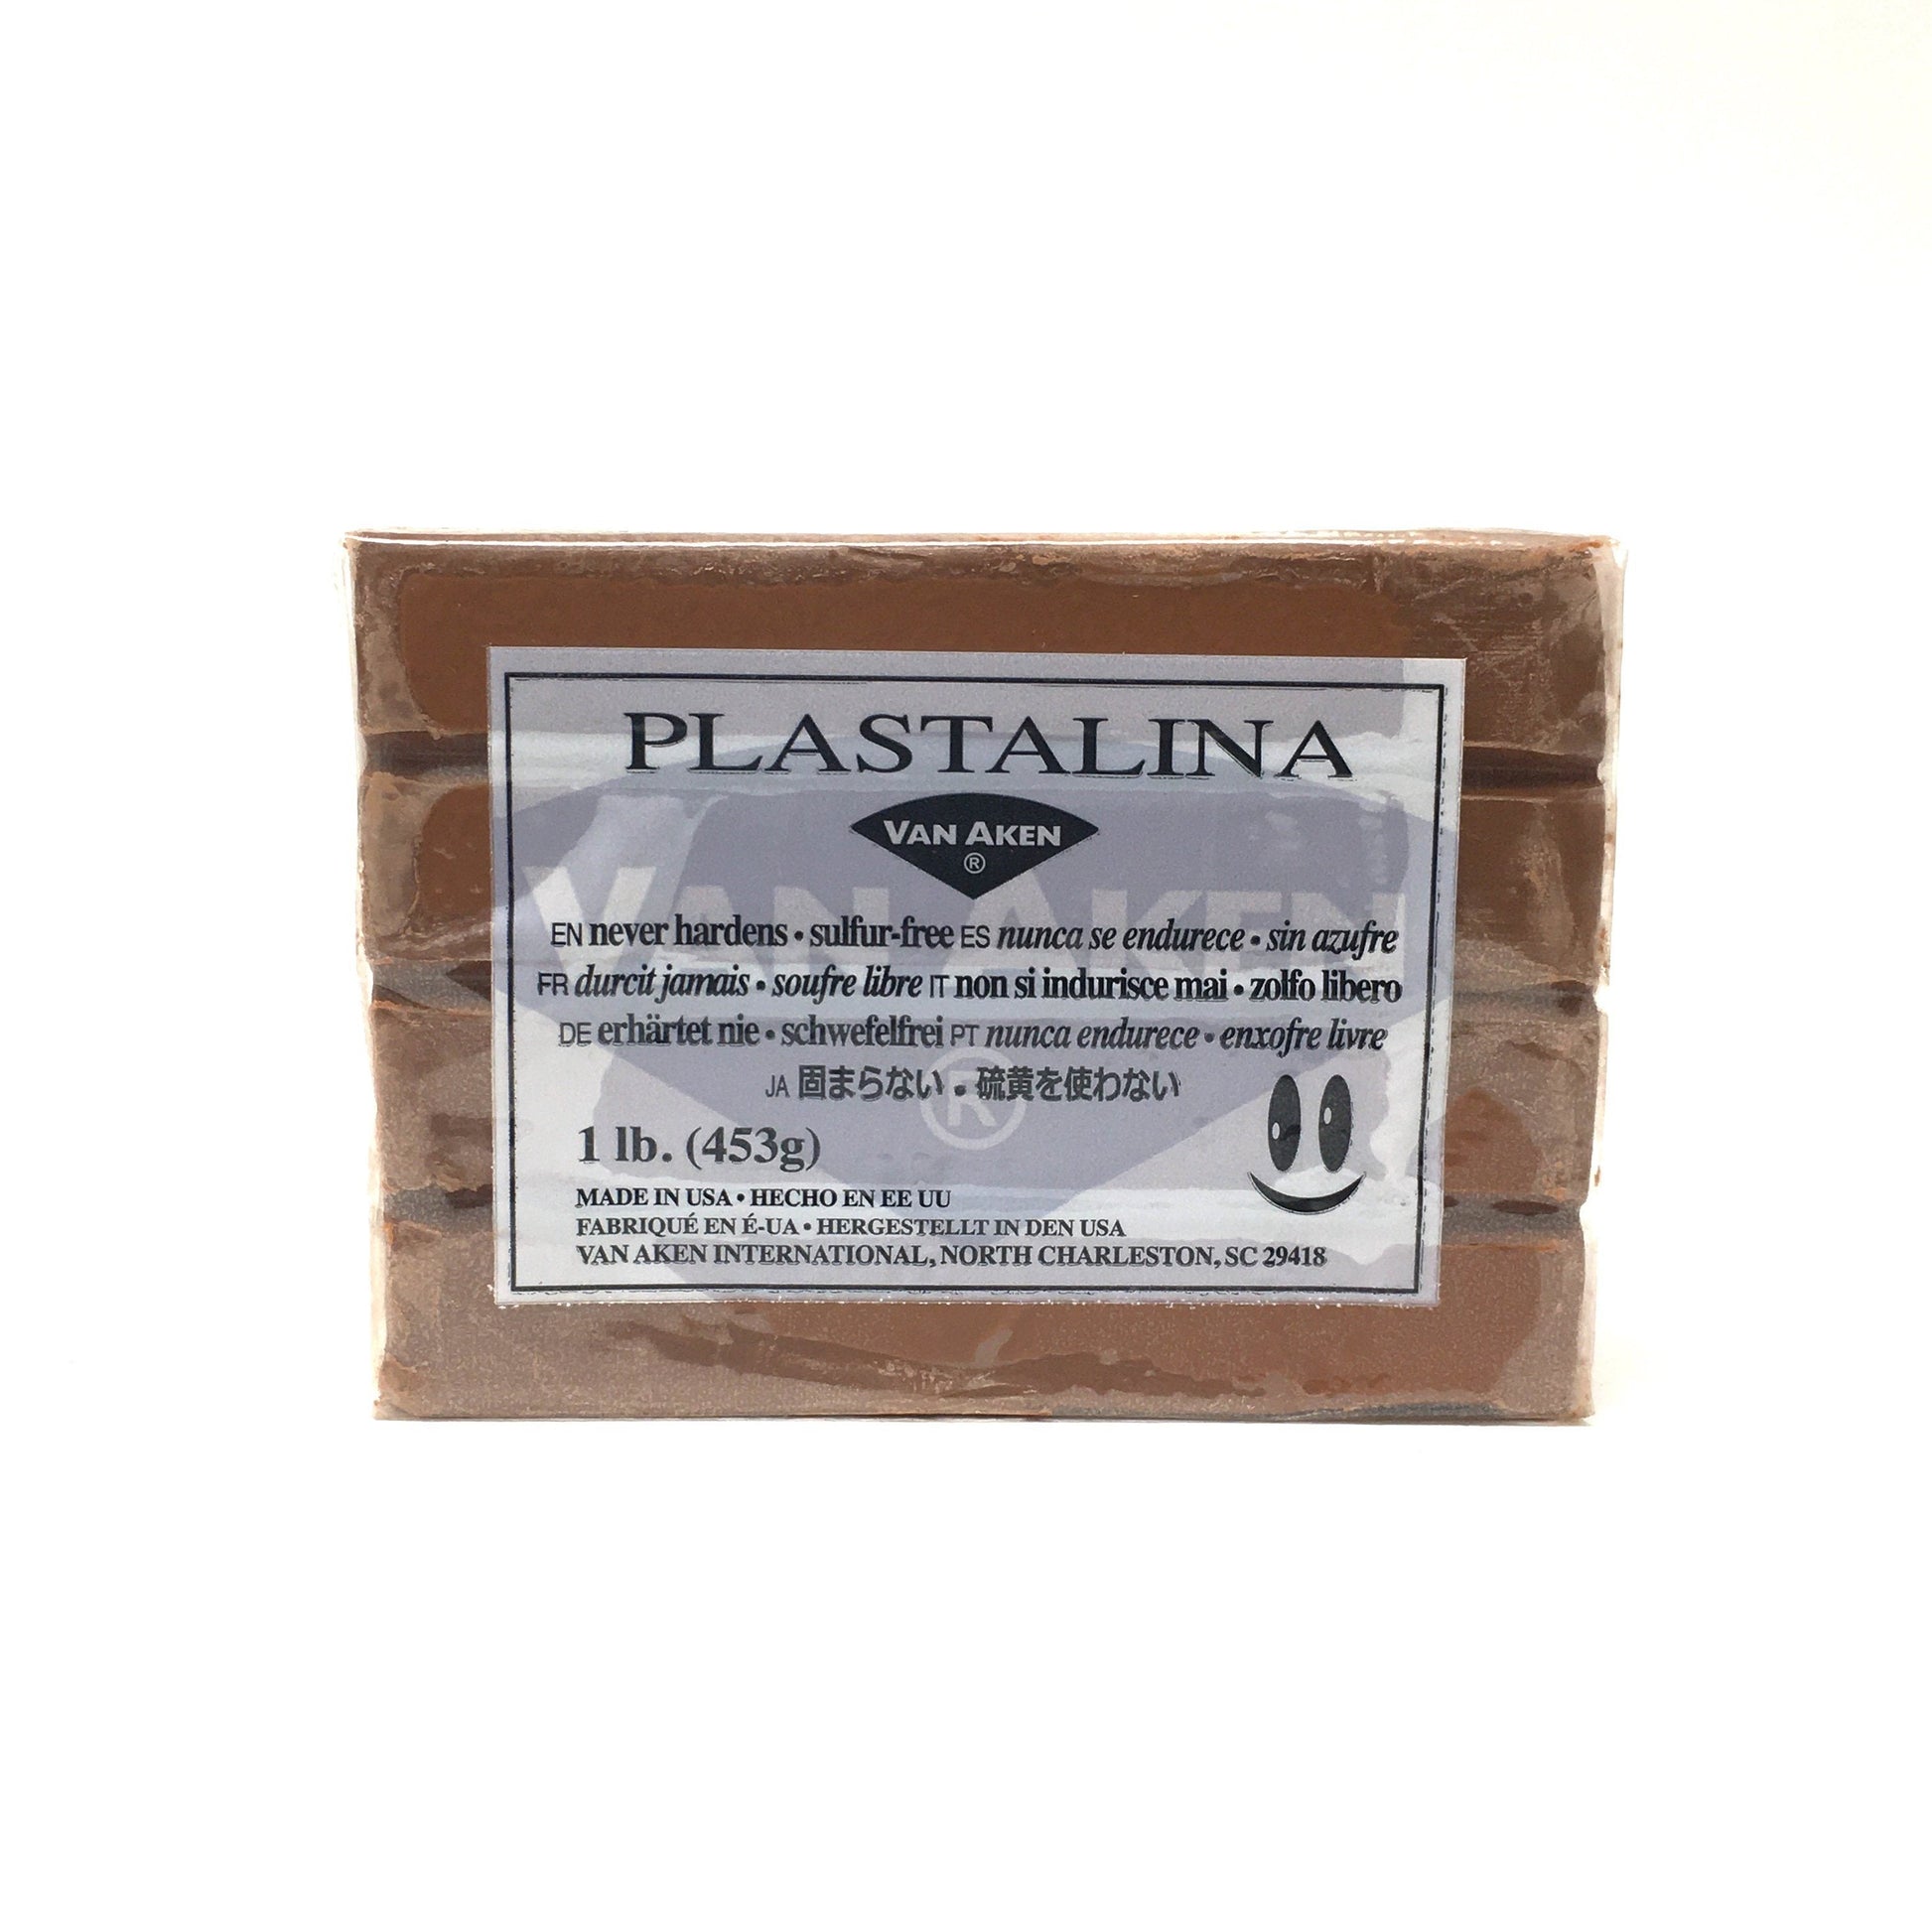 PLASTALINA
VAN AKEN
®
VAN AKEN
®
EN never hardens • sulfur-free ES nunca se endurece • sin azufre
FR durcit jamais • soufre libre IT non si indurisce mai • zolfo libero
DE erhärtet nie • schwefelfrei PT nunca endurece • enxofre livre
JA 固まらない • 硫黄を使わない
1 lb. (453g)
MADE IN USA • HECHO EN EE UU
FABRIQUÉ EN É-UA • HERGESTELLT IN DEN USA
VAN AKEN INTERNATIONAL, NORTH CHARLESTON, SC 29418